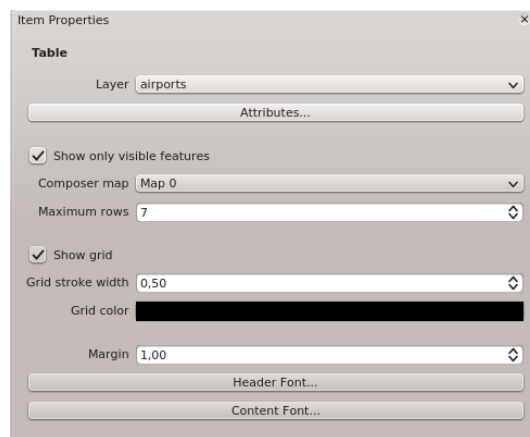 Item Properties
Table
Layer airports
Attributes...
Show only visible features
Composer map Map 0
Maximum rows 7
Show grid
Grid stroke width 0,50
Grid color
Margin 1,00
Header Font...
Content Font...